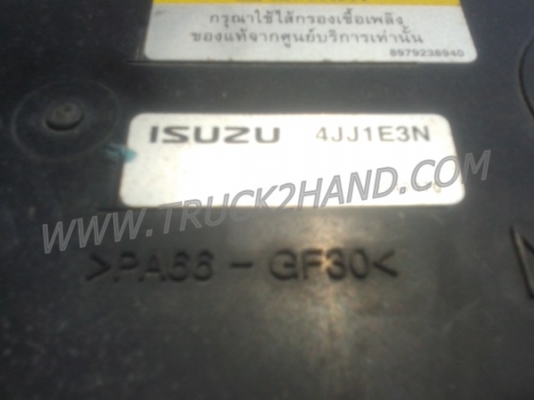 กรุณาใช้ไส้กรองเชื้อเพลิง
ของแท้จากศูนย์บริการเท่านั้น
8979238940
ISUZU 4JJ1E3N
WWW.TRUCK2HAND.COM
>PA66-GF30<